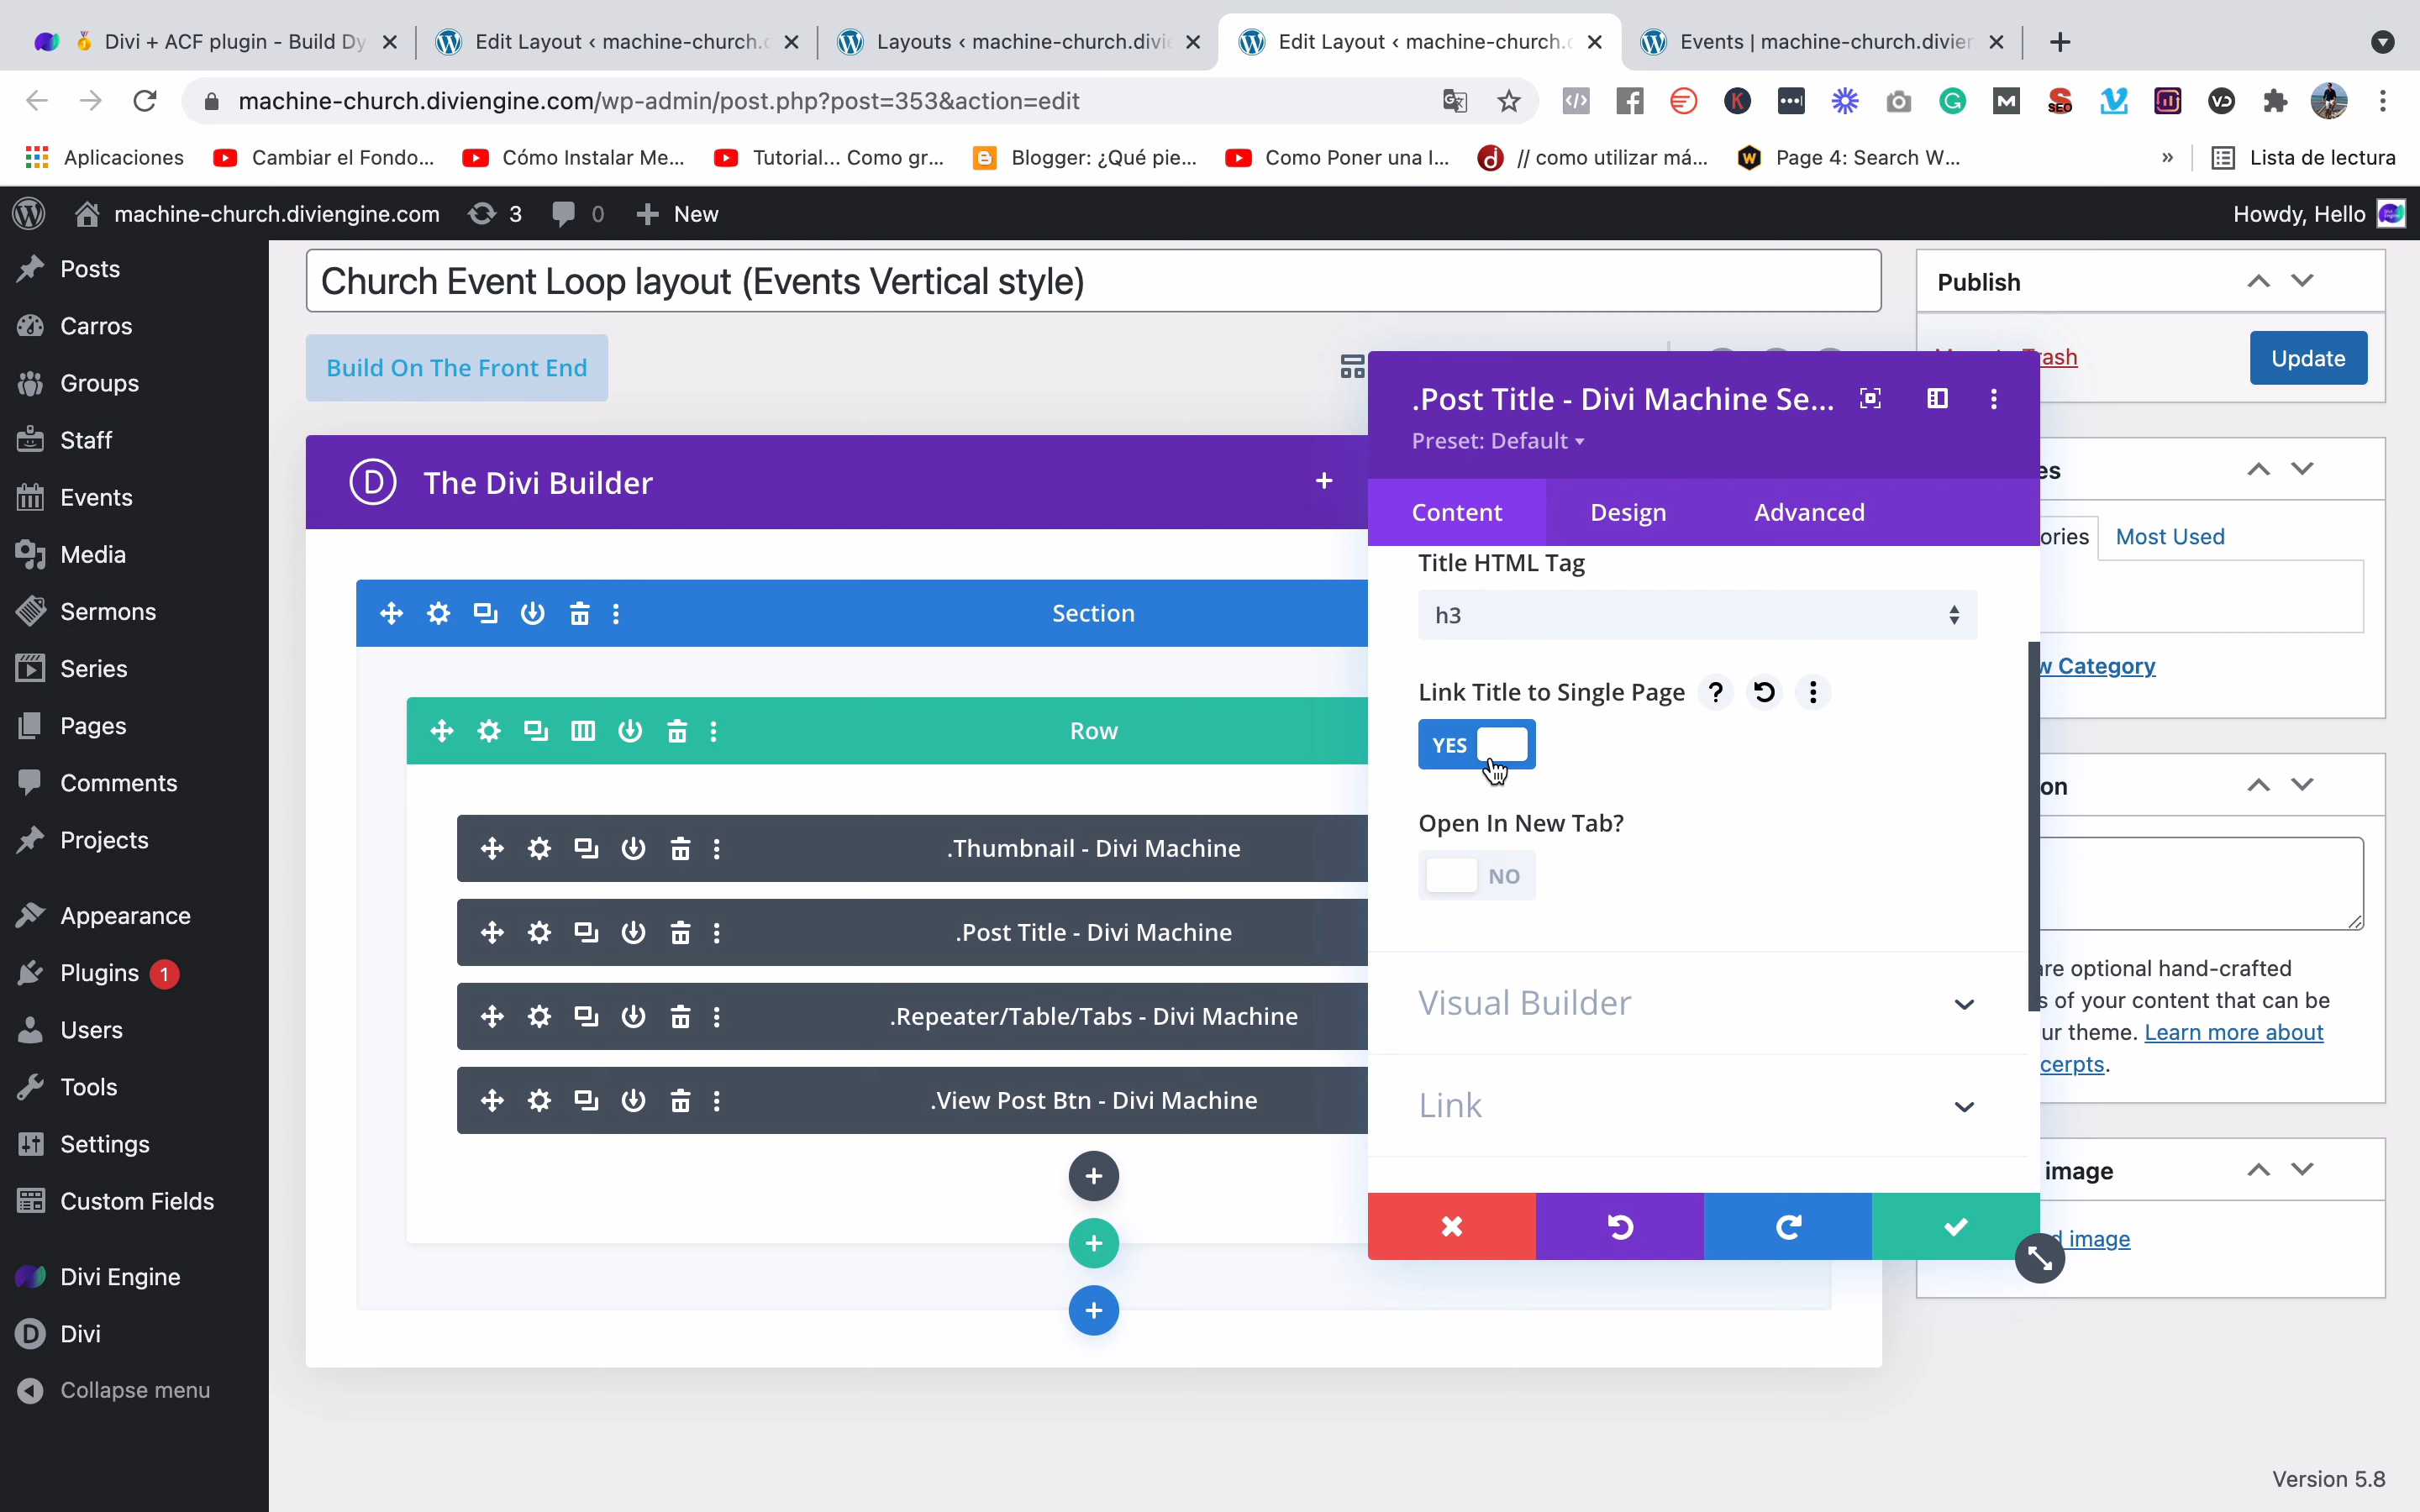 Divi + ACF plugin - Build Dy
Edit Layout ‹ machine-church.
Layouts ‹ machine-church.divi
Edit Layout ‹ machine-church.
Events | machine-church.divien
machine-church.diviengine.com/wp-admin/post.php?post=353&action=edit
SEO
Aplicaciones
Cambiar el Fondo...
Cómo Instalar Me...
Tutorial... Como gr...
Blogger: ¿Qué pie...
Como Poner una I...
// como utilizar má...
Page 4: Search W...
»
Lista de lectura
machine-church.diviengine.com
3
0
New
Howdy, Hello
Posts
Carros
Groups
Staff
Events
Media
Sermons
Series
Pages
Comments
Projects
Appearance
Plugins 1
Users
Tools
Settings
Custom Fields
Divi Engine
Divi
Collapse menu
Church Event Loop layout (Events Vertical style)
Build On The Front End
The Divi Builder
Section
Row
.Thumbnail - Divi Machine
.Post Title - Divi Machine
.Repeater/Table/Tabs - Divi Machine
.View Post Btn - Divi Machine
.Post Title - Divi Machine Se...
Preset: Default
Content
Design
Advanced
Title HTML Tag
h3
Link Title to Single Page
YES
Open In New Tab?
NO
Visual Builder
Link
Publish
Trash
Update
es
ories
Most Used
w Category
on
re optional hand-crafted
s of your content that can be
ur theme. Learn more about
cerpts.
image
d image
Version 5.8